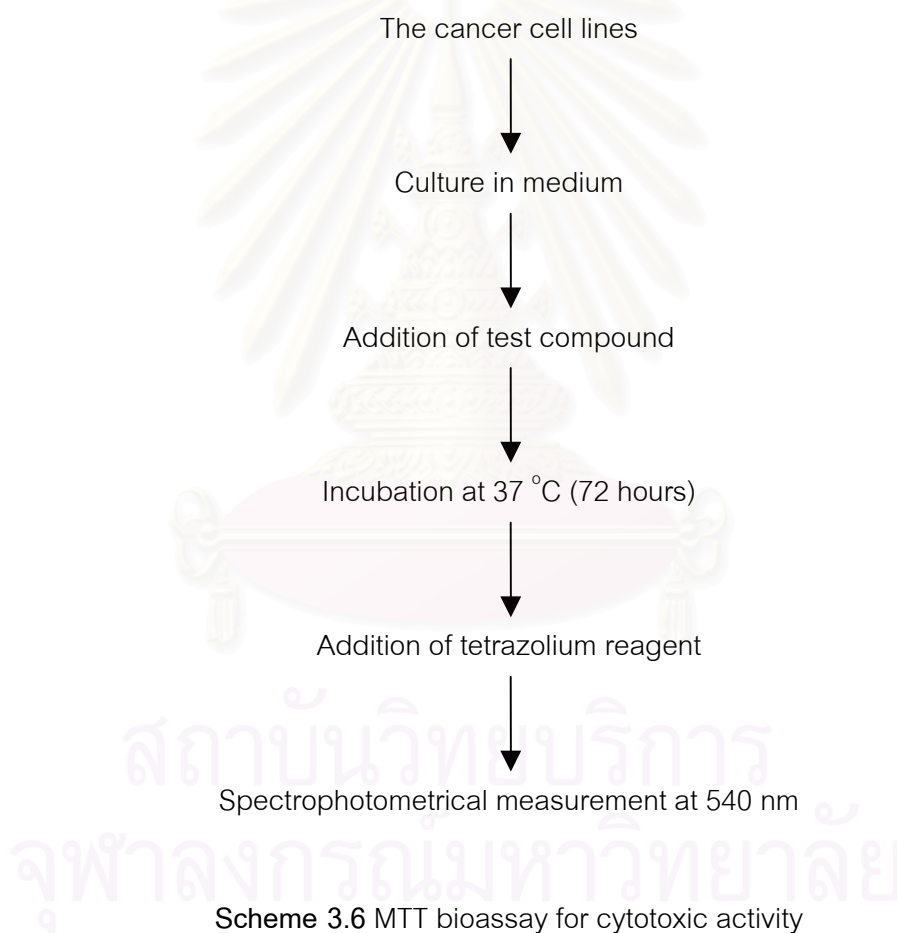 The cancer cell lines
Culture in medium
Addition of test compound
Incubation at 37 °C (72 hours)
Addition of tetrazolium reagent
สถาบันวิทยบริการ
Spectrophotometrical measurement at 540 nm
จุฬาลงกรณ์มหาวิทยาลัย
Scheme 3.6 MTT bioassay for cytotoxic activity